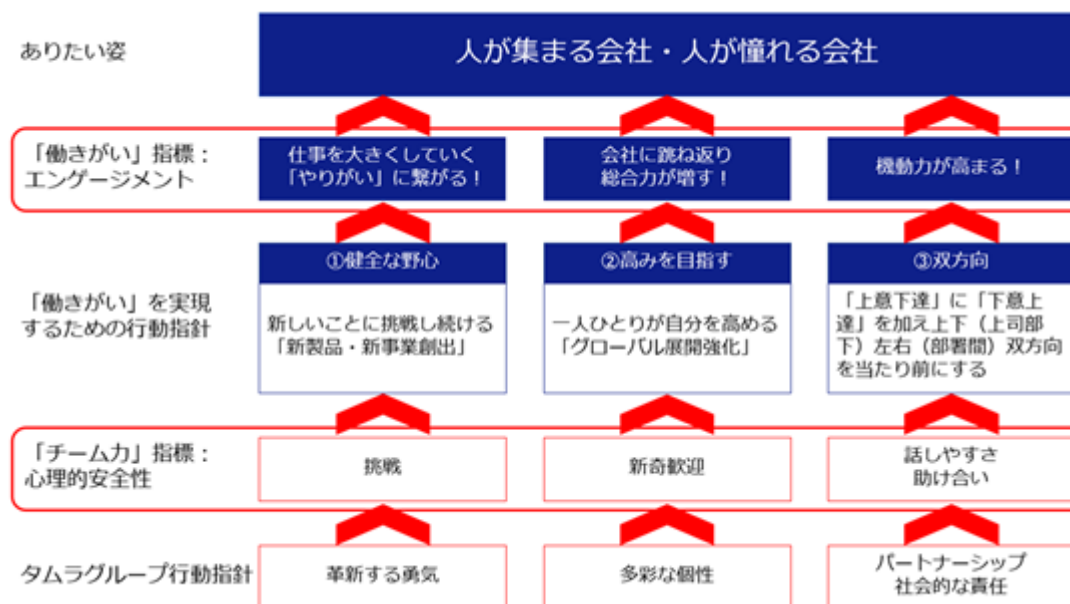 ありたい姿
人が集まる会社・人が憧れる会社
「働きがい」指標：
エンゲージメント
仕事を大きくしていく
「やりがい」に繋がる！
会社に跳ね返り
総合力が増す！
機動力が高まる！
「働きがい」を実現
するための行動指針
①健全な野心
新しいことに挑戦し続ける
「新製品・新事業創出」
②高みを目指す
一人ひとりが自分を高める
「グローバル展開強化」
③双方向
「上意下達」に「下意上
達」を加え上下（上司部
下）左右（部署間）双方向
を当たり前にする
「チーム力」指標：
心理的安全性
挑戦
新奇歓迎
話しやすさ
助け合い
タムラグループ行動指針
革新する勇気
多彩な個性
パートナーシップ
社会的な責任